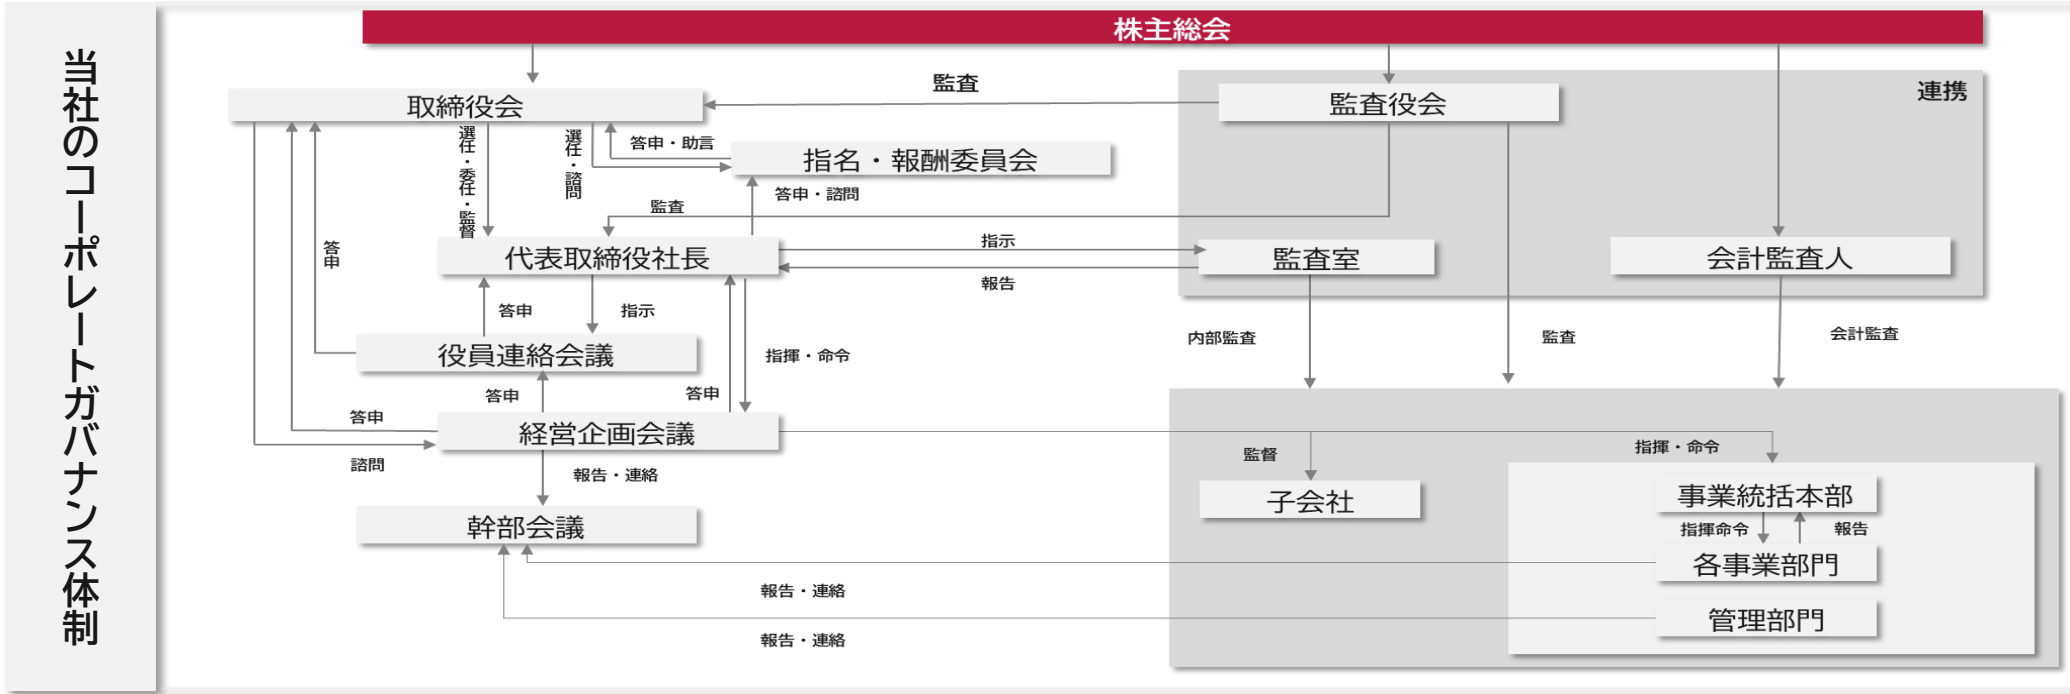 当社のコーポレートガバナンス体制
株主総会
監査
連携
取締役会
監査役会
選任・委任・監督
選任・諮問
答申・助言
指名・報酬委員会
答申・諮問
監査
答申
代表取締役社長
指示
報告
監査室
会計監査人
答申
指示
内部監査
監査
会計監査
役員連絡会議
指揮・命令
答申
答申
答申
経営企画会議
諮問
報告・連絡
監督
指揮・命令
子会社
事業統括本部
幹部会議
指揮命令
報告
各事業部門
報告・連絡
管理部門
報告・連絡